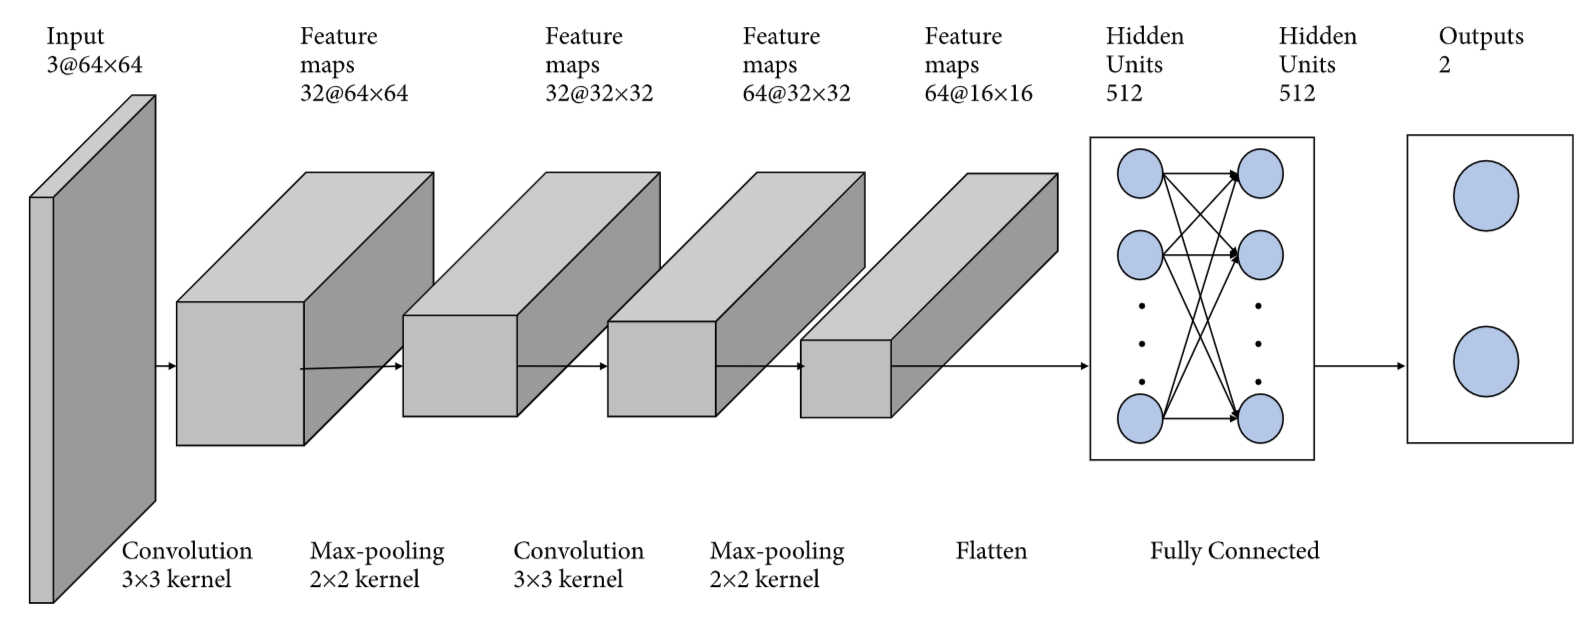 Input
3@64×64
Feature
maps
32@64×64
Feature
maps
32@32×32
Feature
maps
64@32×32
Feature
maps
64@16×16
Hidden
Units
512
Hidden
Units
512
Outputs
2
Convolution
3×3 kernel
Max-pooling
2×2 kernel
Convolution
3×3 kernel
Max-pooling
2×2 kernel
Flatten
Fully Connected